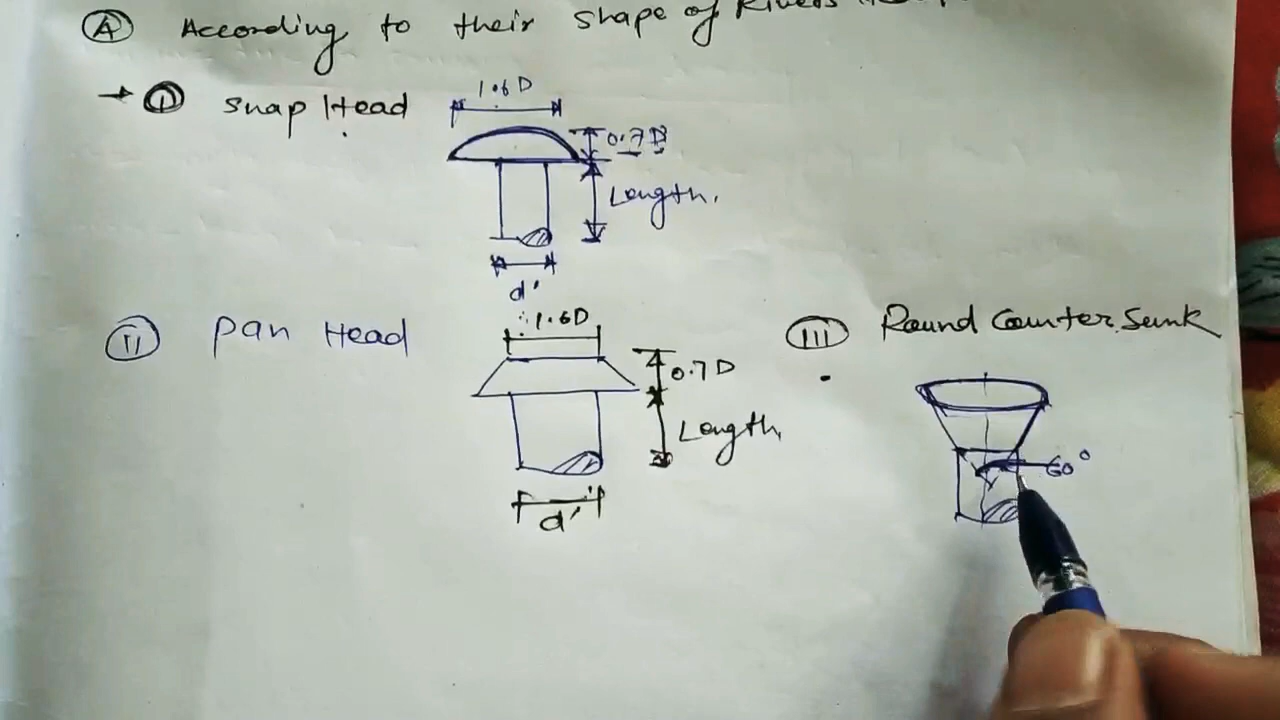 Ⓐ According to their shape of Rivets
→ ① Snap Head
1.6D
0.7D
Length.
d'
Ⅱ Pan Head
1.6D
0.7D
Length,
d'
Ⅲ Round Counter Sunk
60°